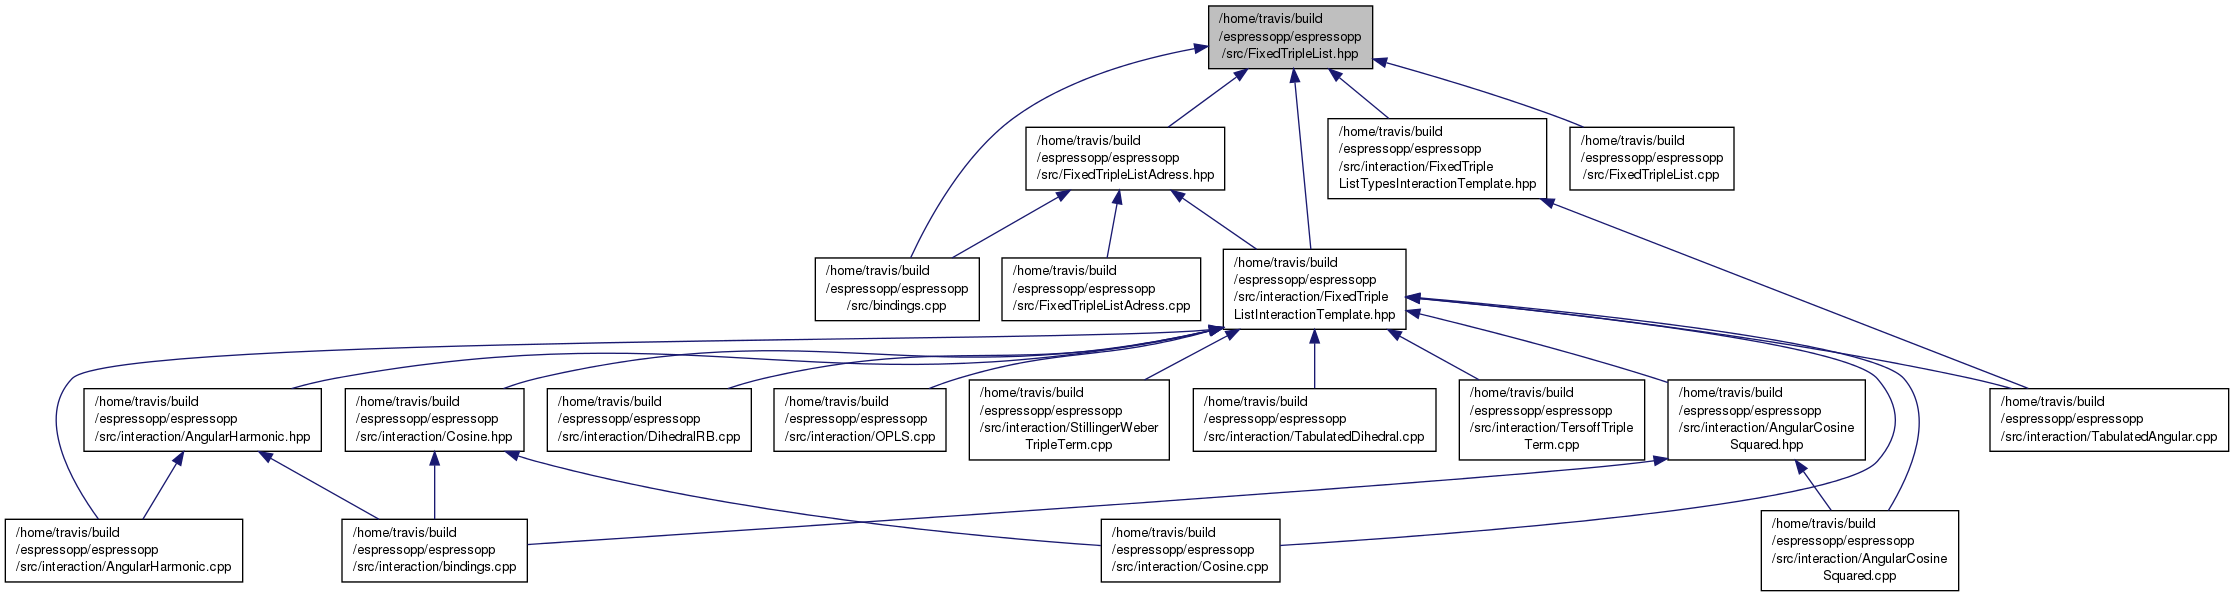 /home/travis/build
/espressopp/espressopp
/src/FixedTripleList.hpp
/home/travis/build
/espressopp/espressopp
/src/FixedTripleListAdress.hpp
/home/travis/build
/espressopp/espressopp
/src/interaction/FixedTriple
ListTypesInteractionTemplate.hpp
/home/travis/build
/espressopp/espressopp
/src/FixedTripleList.cpp
/home/travis/build
/espressopp/espressopp
/src/bindings.cpp
/home/travis/build
/espressopp/espressopp
/src/FixedTripleListAdress.cpp
/home/travis/build
/espressopp/espressopp
/src/interaction/FixedTriple
ListInteractionTemplate.hpp
/home/travis/build
/espressopp/espressopp
/src/interaction/AngularHarmonic.hpp
/home/travis/build
/espressopp/espressopp
/src/interaction/Cosine.hpp
/home/travis/build
/espressopp/espressopp
/src/interaction/DihedralRB.cpp
/home/travis/build
/espressopp/espressopp
/src/interaction/OPLS.cpp
/home/travis/build
/espressopp/espressopp
/src/interaction/StillingerWeber
TripleTerm.cpp
/home/travis/build
/espressopp/espressopp
/src/interaction/TabulatedDihedral.cpp
/home/travis/build
/espressopp/espressopp
/src/interaction/TersoffTriple
Term.cpp
/home/travis/build
/espressopp/espressopp
/src/interaction/AngularCosine
Squared.hpp
/home/travis/build
/espressopp/espressopp
/src/interaction/TabulatedAngular.cpp
/home/travis/build
/espressopp/espressopp
/src/interaction/AngularHarmonic.cpp
/home/travis/build
/espressopp/espressopp
/src/interaction/bindings.cpp
/home/travis/build
/espressopp/espressopp
/src/interaction/Cosine.cpp
/home/travis/build
/espressopp/espressopp
/src/interaction/AngularCosine
Squared.cpp